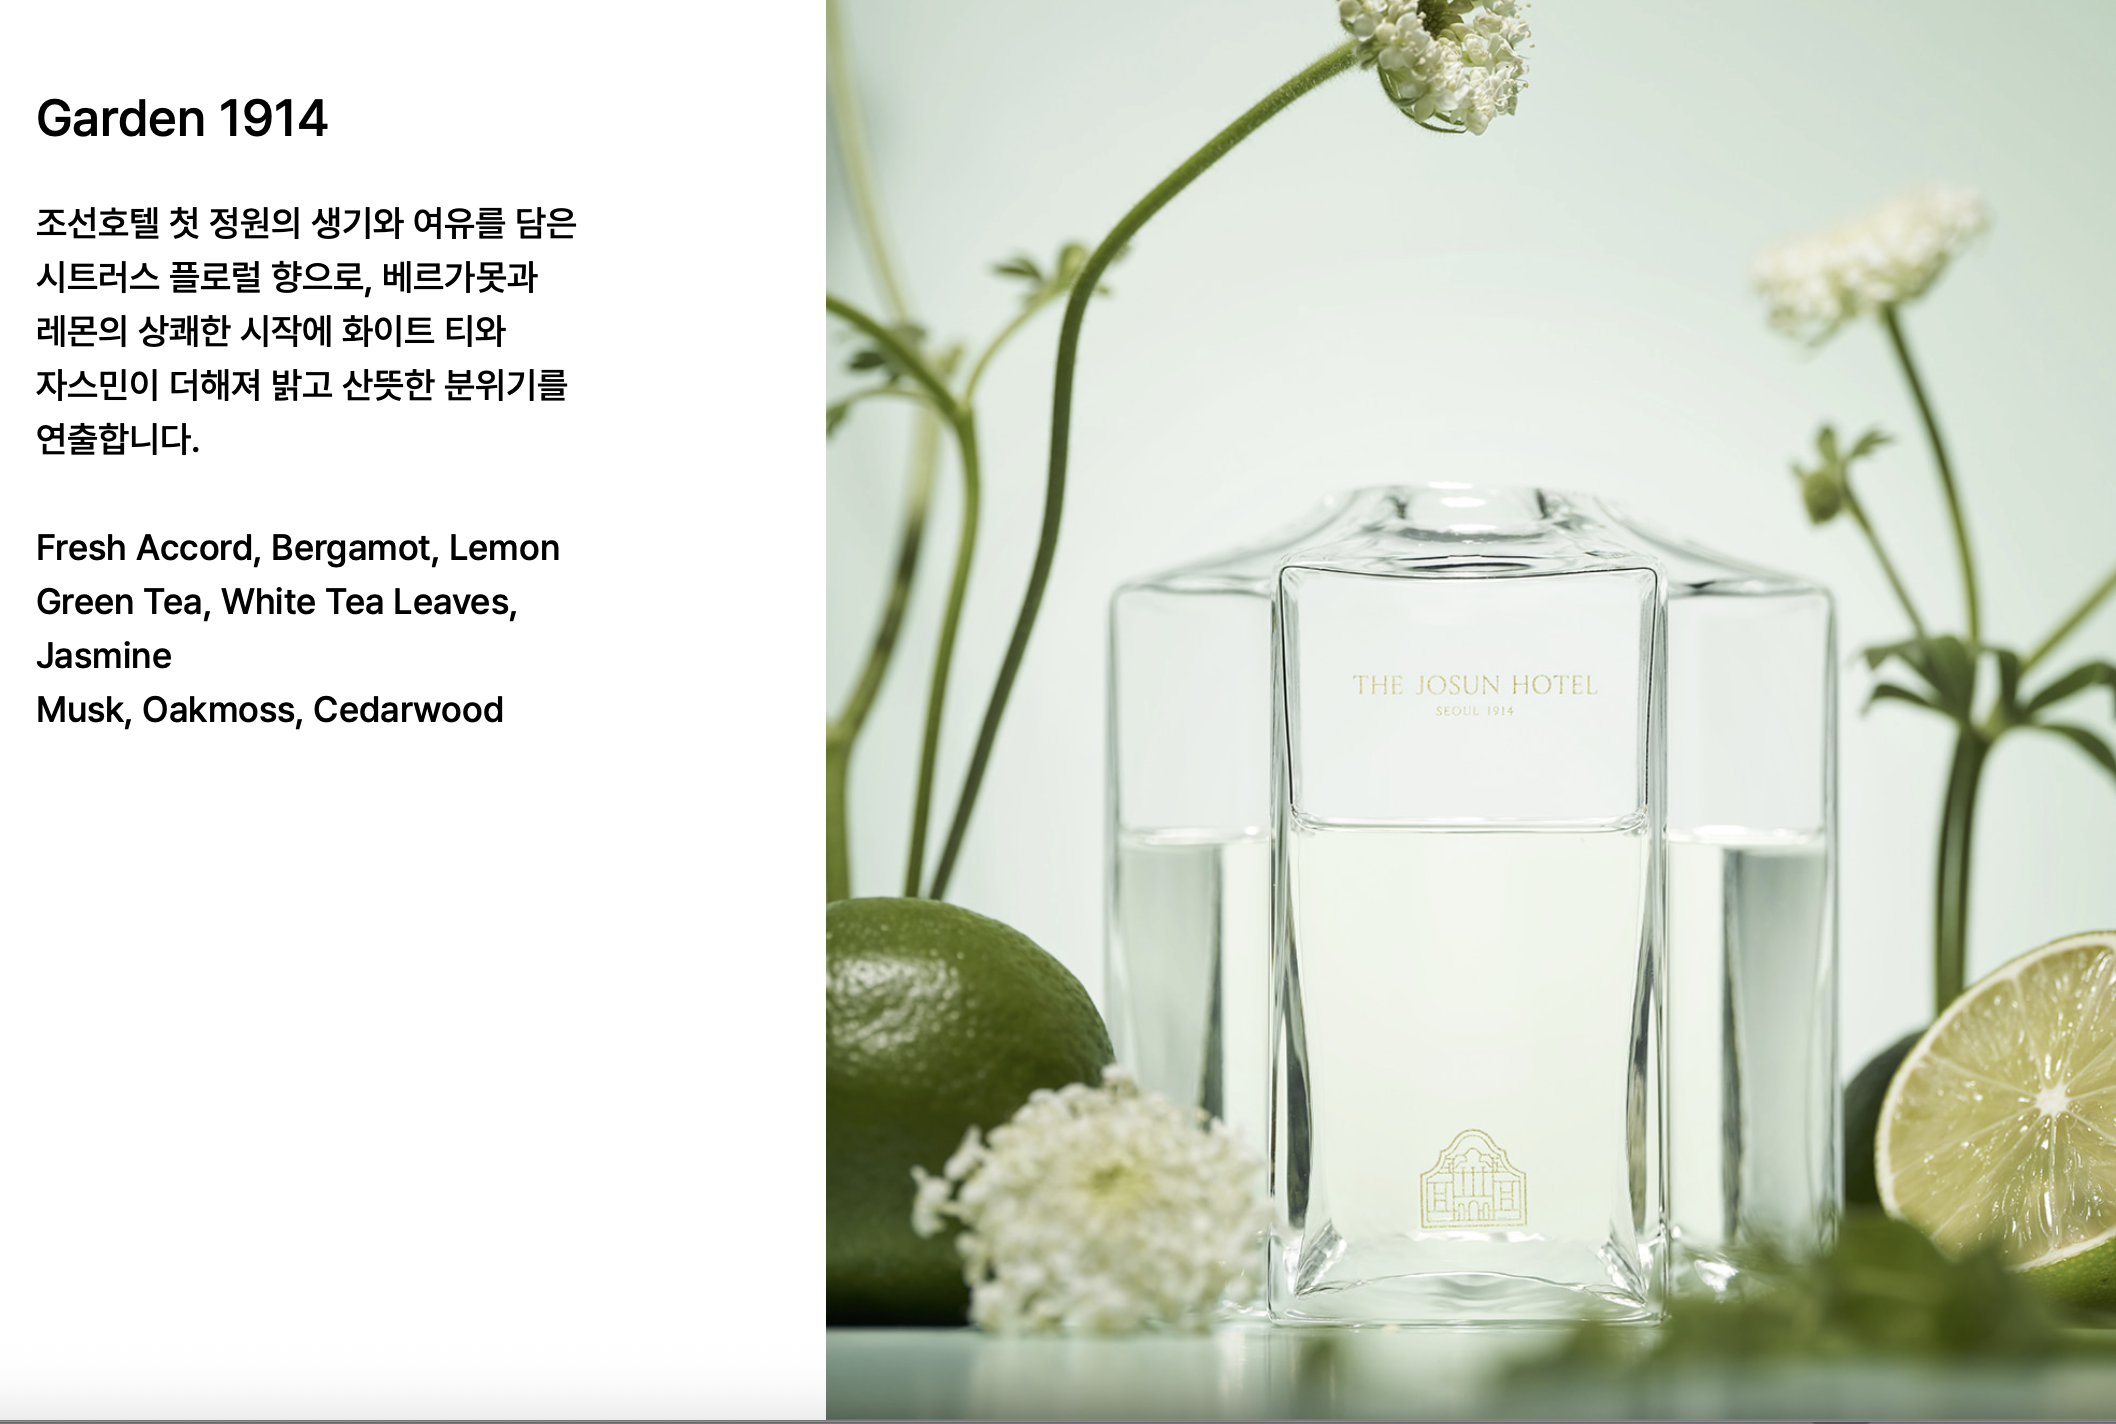 Garden 1914
조선호텔 첫 정원의 생기와 여유를 담은
시트러스 플로럴 향으로, 베르가못과
레몬의 상쾌한 시작에 화이트 티와
자스민이 더해져 밝고 산뜻한 분위기를
연출합니다.
Fresh Accord, Bergamot, Lemon
Green Tea, White Tea Leaves,
Jasmine
Musk, Oakmoss, Cedarwood
THE JOSUN HOTEL
SEOUL 1914